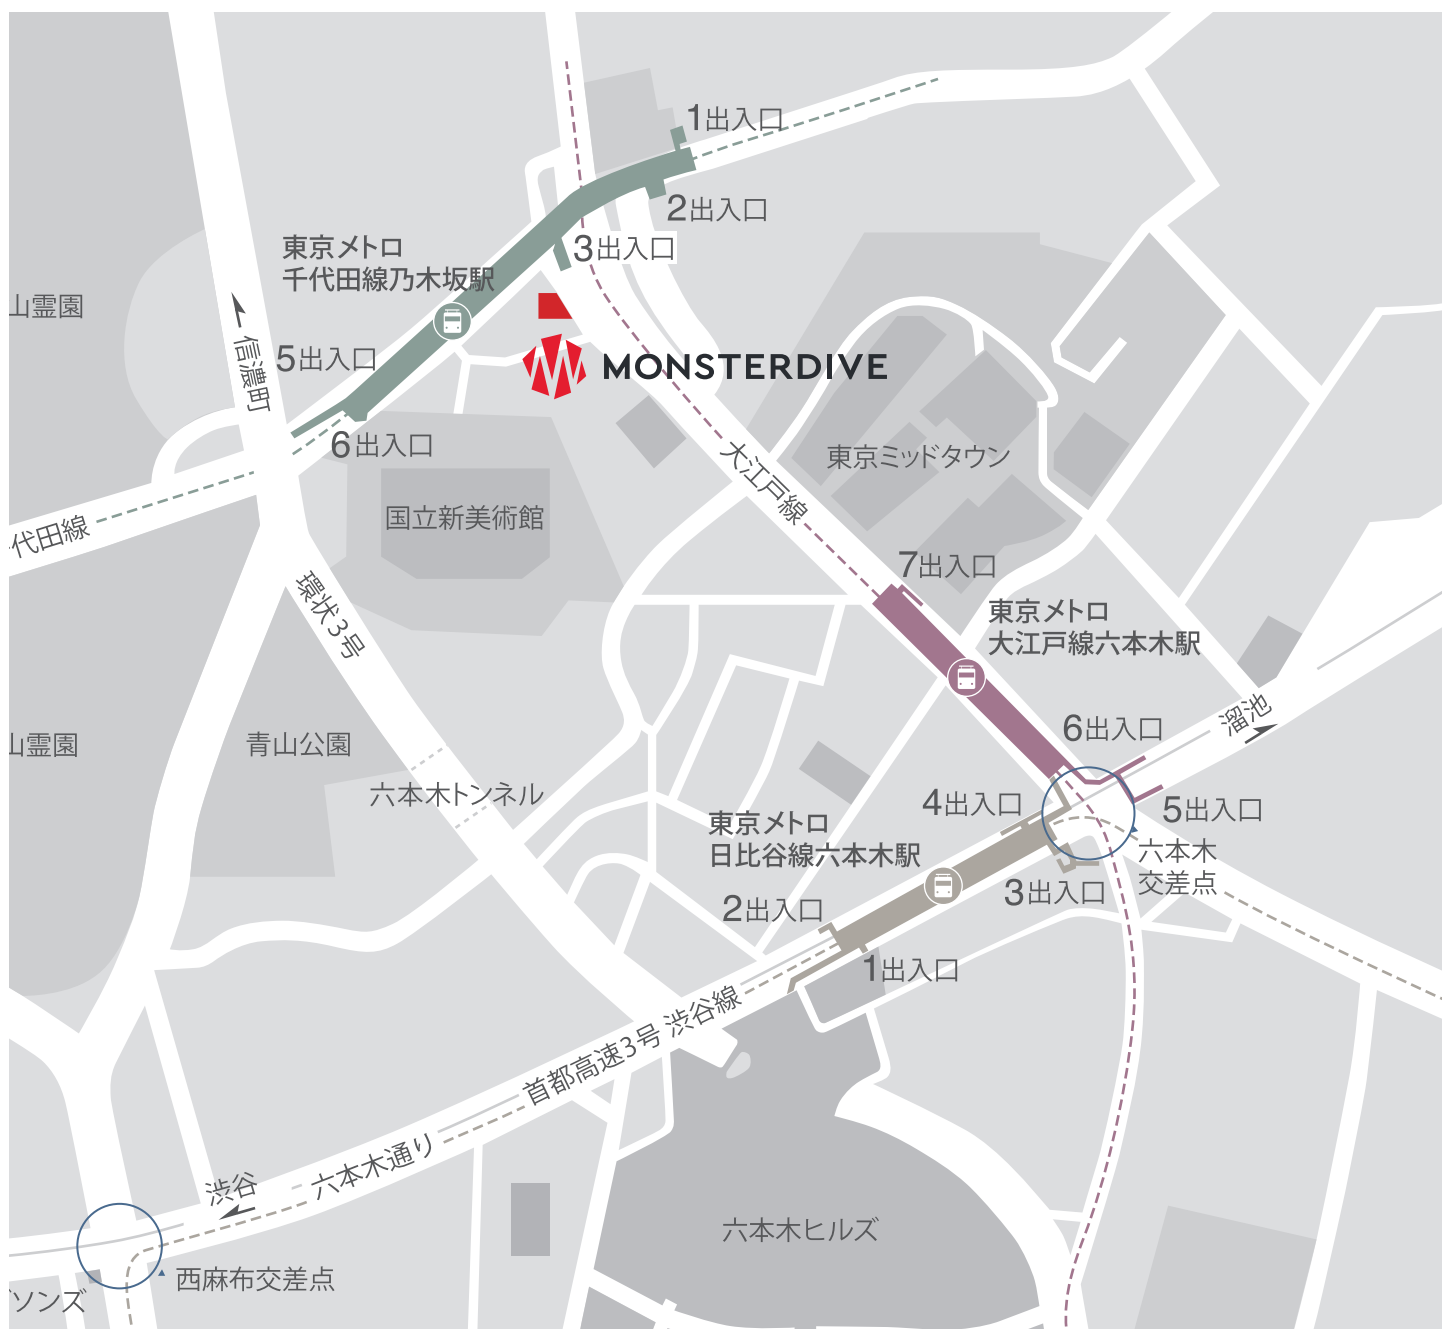 1出入口
2出入口
東京メトロ
千代田線乃木坂駅
3出入口
山霊園
信濃町
5出入口
MONSTERDIVE
6出入口
大江戸線
東京ミッドタウン
国立新美術館
代田線
7出入口
環状3号
東京メトロ
大江戸線六本木駅
溜池
6出入口
山霊園
青山公園
六本木トンネル
4出入口
5出入口
東京メトロ
日比谷線六本木駅
六本木
交差点
3出入口
2出入口
1出入口
首都高速3号 渋谷線
六本木通り
渋谷
六本木ヒルズ
西麻布交差点
ソンズ